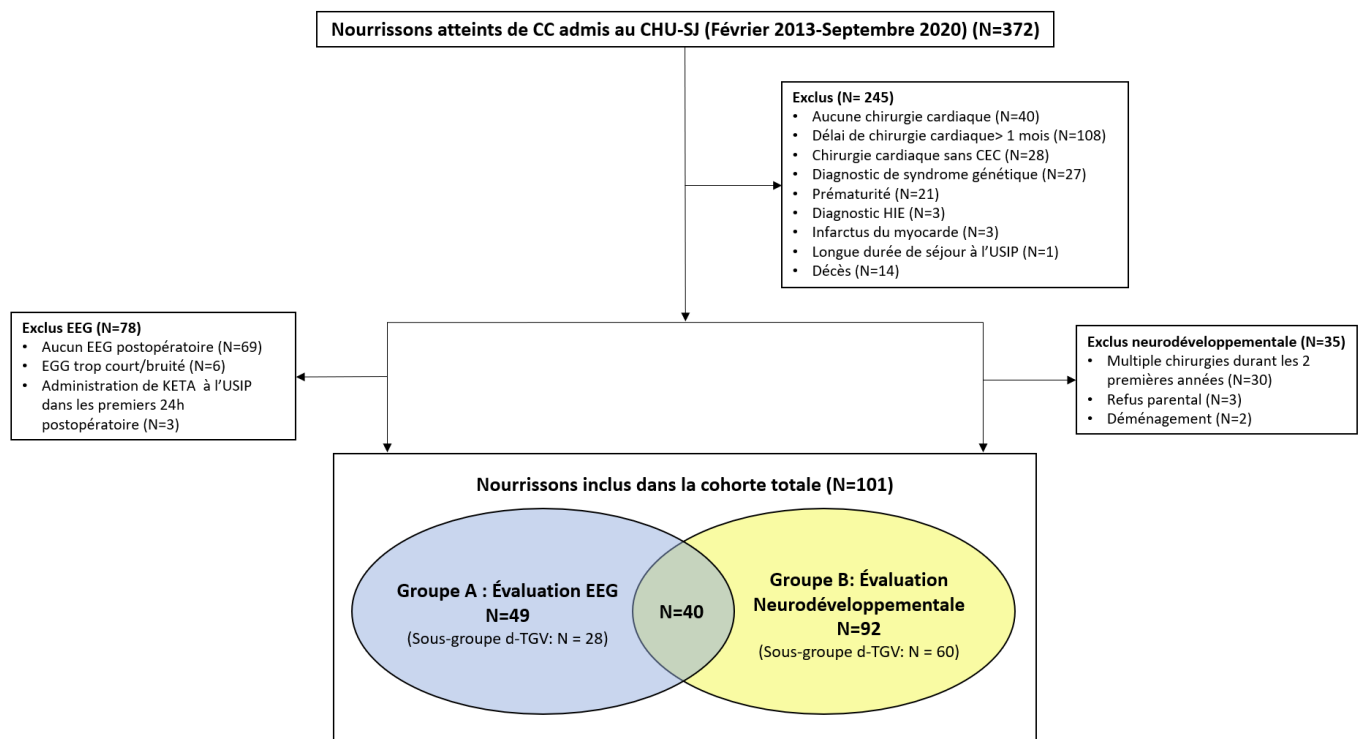 Nourrissons atteints de CC admis au CHU-SJ (Février 2013-Septembre 2020) (N=372)
Exclus (N= 245)
• Aucune chirurgie cardiaque (N=40)
• Délai de chirurgie cardiaque> 1 mois (N=108)
• Chirurgie cardiaque sans CEC (N=28)
• Diagnostic de syndrome génétique (N=27)
• Prématurité (N=21)
• Diagnostic HIE (N=3)
• Infarctus du myocarde (N=3)
• Longue durée de séjour à l'USIP (N=1)
• Décès (N=14)
Exclus EEG (N=78)
• Aucun EEG postopératoire (N=69)
• EGG trop court/bruité (N=6)
• Administration de KETA à l'USIP
dans les premiers 24h
postopératoire (N=3)
Exclus neurodéveloppementale (N=35)
• Multiple chirurgies durant les 2
premières années (N=30)
• Refus parental (N=3)
• Déménagement (N=2)
Nourrissons inclus dans la cohorte totale (N=101)
Groupe A : Évaluation EEG
N=49
(Sous-groupe d-TGV: N = 28)
N=40
Groupe B: Évaluation
Neurodéveloppementale
N=92
(Sous-groupe d-TGV: N = 60)